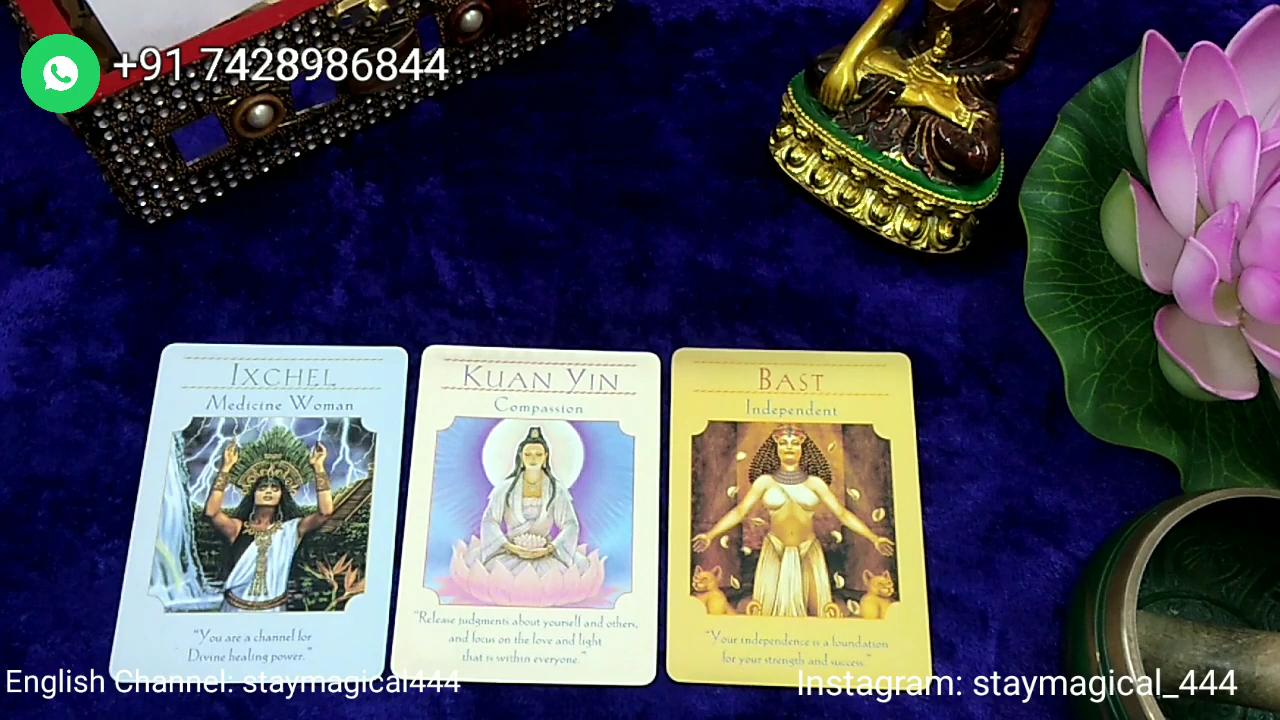 +91 7428986844
IXCHEL
Medicine Woman
"You are a channel for
Divine healing power."
KUAN YIN
Compassion
"Release judgments about yourself and others,
and focus on the love and light
that is within everyone."
BAST
Independent
"Your independence is a foundation
for your strength and success."
English Channel: staymagical444
Instagram: staymagical_444